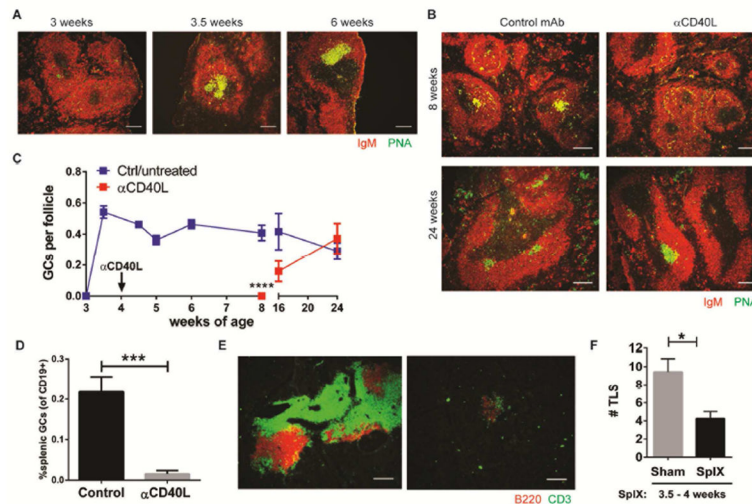 A
3 weeks
3.5 weeks
6 weeks
IgM PNA
B
Control mAb
αCD40L
8 weeks
24 weeks
IgM PNA
C
Ctrl/untreated
αCD40L
GCs per follicle
0.8
0.6
0.4
0.2
0.0
αCD40L
****
3 4 5 6 7 8 16 20 24
weeks of age
D
***
%splenic GCs (of CD19+)
0.3
0.2
0.1
0.0
Control αCD40L
E
B220 CD3
F
*
# TLS
12
10
8
6
4
2
0
Sham SplX
SplX: 3.5 - 4 weeks